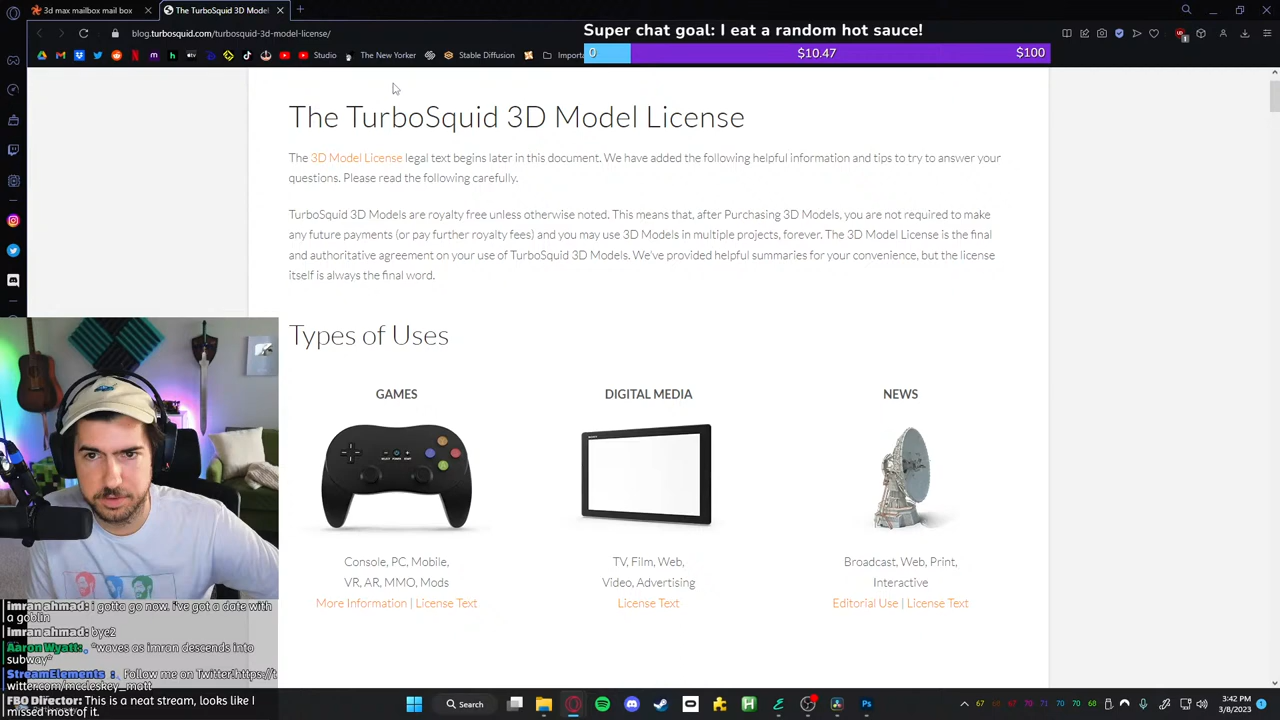 3d max mailbox mail box
The TurboSquid 3D Mode
blog.turbosquid.com/turbosquid-3d-model-license/
Studio
The New Yorker
Stable Diffusion
Importa
Super chat goal: I eat a random hot sauce!
0
$10.47
$100
The TurboSquid 3D Model License
The 3D Model License legal text begins later in this document. We have added the following helpful information and tips to try to answer your
questions. Please read the following carefully.
TurboSquid 3D Models are royalty free unless otherwise noted. This means that, after Purchasing 3D Models, you are not required to make
any future payments (or pay further royalty fees) and you may use 3D Models in multiple projects, forever. The 3D Model License is the final
and authoritative agreement on your use of TurboSquid 3D Models. We've provided helpful summaries for your convenience, but the license
itself is always the final word.
Types of Uses
GAMES
DIGITAL MEDIA
NEWS
Console, PC, Mobile,
VR, AR, MMO, Mods
More Information | License Text
TV, Film, Web,
Video, Advertising
License Text
Broadcast, Web, Print,
Interactive
Editorial Use | License Text
imran ahmad: i gotta go now. i've got a date with
a goblin
imran ahmad: bye2
Aaron Wyatt: *waves as imran descends into
subway*
StreamElements : Follow me on Twitter!https://t
witter.com/mccleskey_matt
FBO Director: This is a neat stream, looks like I
missed most of it.
Search
3:42 PM
3/8/2023